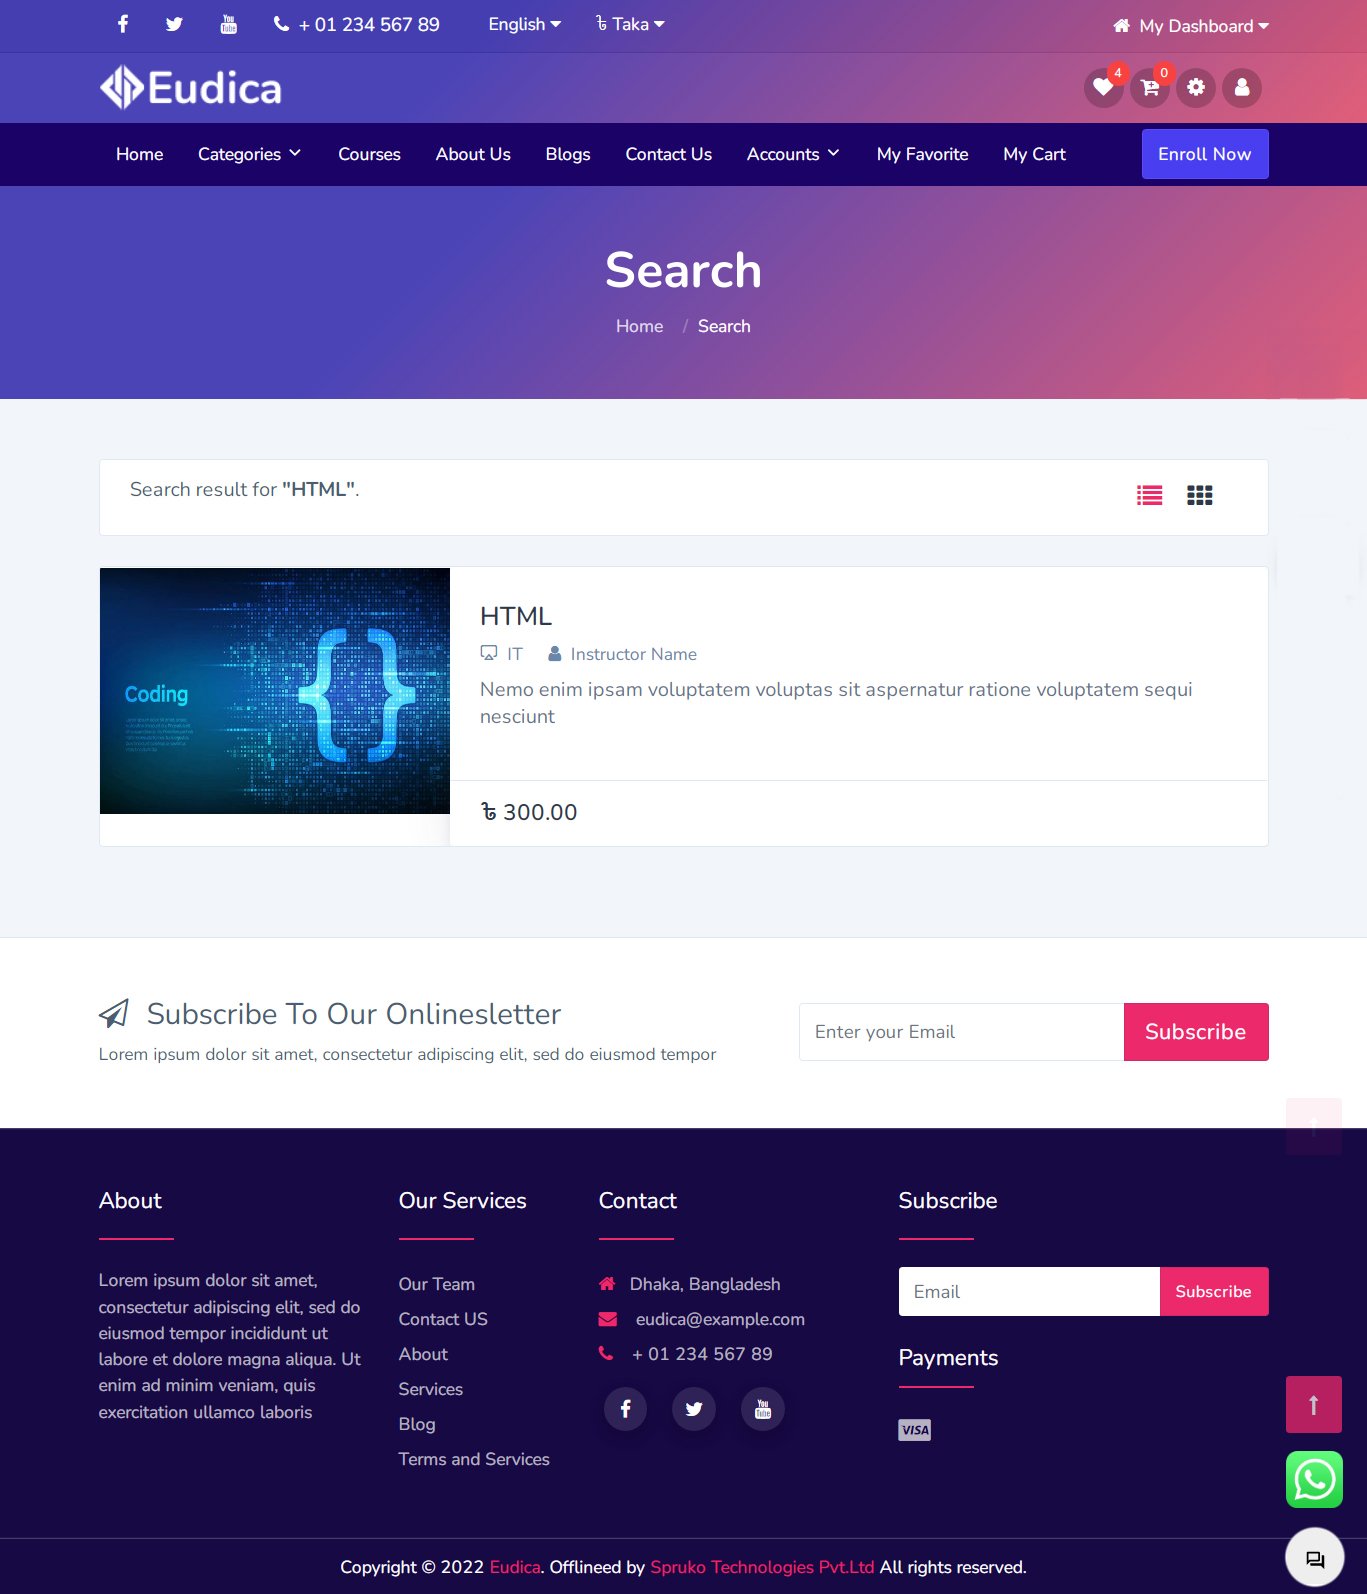 + 01 234 567 89 English ৳ Taka My Dashboard
Eudica
4 0
Home Categories Courses About Us Blogs Contact Us Accounts My Favorite My Cart Enroll Now
Search
Home / Search
Search result for "HTML".
Coding
HTML
IT Instructor Name
Nemo enim ipsam voluptatem voluptas sit aspernatur ratione voluptatem sequi
nesciunt
৳ 300.00
Subscribe To Our Onlinesletter
Lorem ipsum dolor sit amet, consectetur adipiscing elit, sed do eiusmod tempor
Enter your Email Subscribe
About
Lorem ipsum dolor sit amet,
consectetur adipiscing elit, sed do
eiusmod tempor incididunt ut
labore et dolore magna aliqua. Ut
enim ad minim veniam, quis
exercitation ullamco laboris
Our Services
Our Team
Contact US
About
Services
Blog
Terms and Services
Contact
Dhaka, Bangladesh
eudica@example.com
+ 01 234 567 89
You Tube
Subscribe
Email Subscribe
Payments
VISA
Copyright © 2022 Eudica. Offlineed by Spruko Technologies Pvt.Ltd All rights reserved.